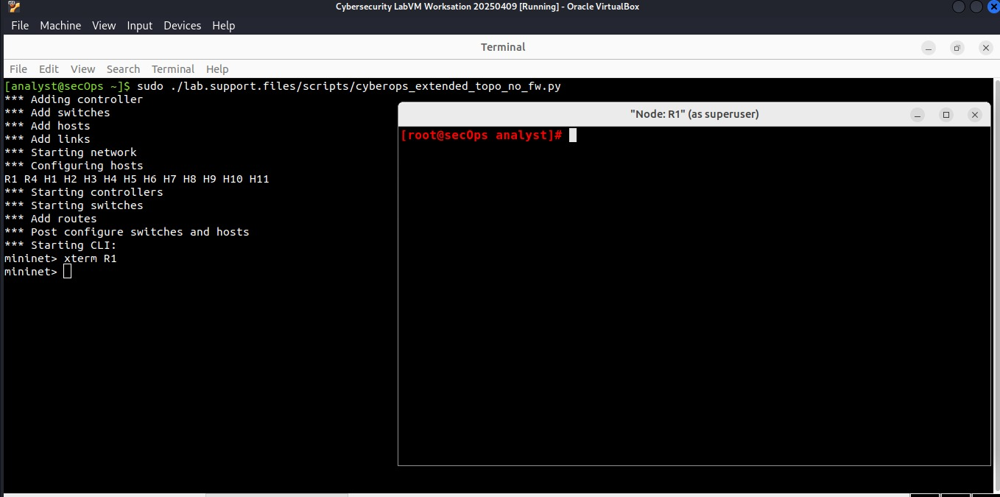 Cybersecurity LabVM Worksation 20250409 [Running] - Oracle VirtualBox
File Machine View Input Devices Help
Terminal
File Edit View Search Terminal Help
[analyst@secOps ~]$ sudo ./lab.support.files/scripts/cyberops_extended_topo_no_fw.py
*** Adding controller
*** Add switches
*** Add hosts
*** Add links
*** Starting network
*** Configuring hosts
R1 R4 H1 H2 H3 H4 H5 H6 H7 H8 H9 H10 H11
*** Starting controllers
*** Starting switches
*** Add routes
*** Post configure switches and hosts
*** Starting CLI:
mininet> xterm R1
mininet>
"Node: R1" (as superuser)
[root@secOps analyst]#